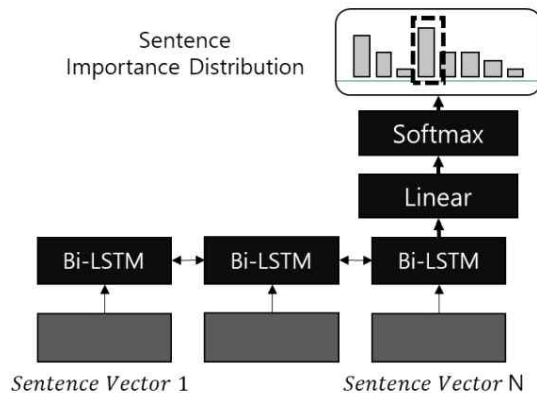 Sentence
Importance Distribution
Softmax
Linear
Bi-LSTM
Bi-LSTM
Bi-LSTM
Sentence Vector 1
Sentence Vector N